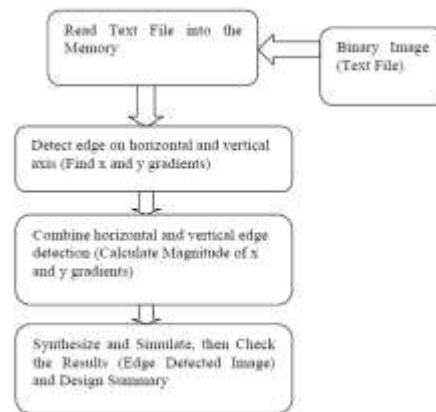 Read Text File into the
Memory
Binary Image
(Text File)
Detect edge on horizontal and vertical
axis (Find x and y gradients)
Combine horizontal and vertical edge
detection (Calculate Magnitude of x
and y gradients)
Synthesize and Simulate, then Check
the Results (Edge Detected Image)
and Design Summary